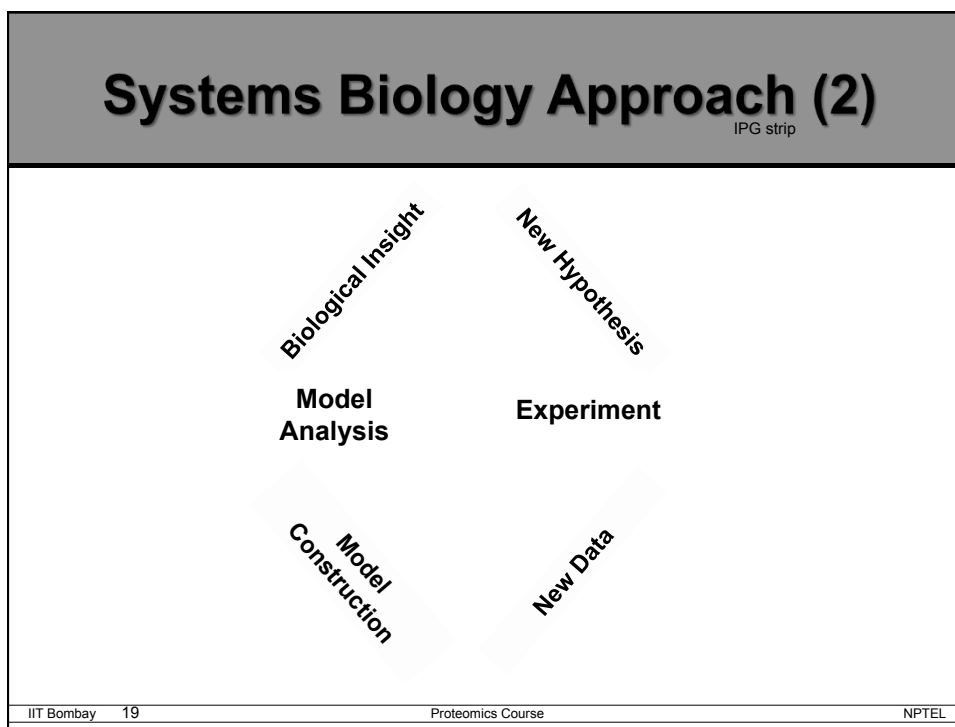 Systems Biology Approach (2)
IPG strip
Biological Insight
New Hypothesis
Model
Analysis
Experiment
Model
Construction
New Data
IIT Bombay 19 Proteomics Course NPTEL